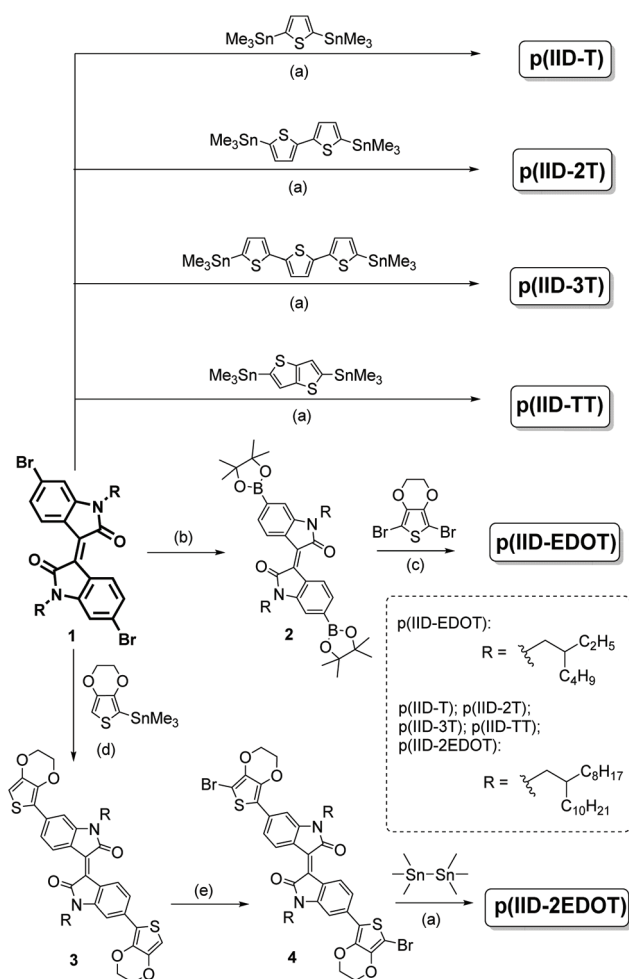 Me3Sn S SnMe3
(a)
p(IID-T)
Me3Sn S S SnMe3
(a)
p(IID-2T)
Me3Sn S S S SnMe3
(a)
p(IID-3T)
Me3Sn S S SnMe3
(a)
p(IID-TT)
Br R N O O N R Br
1
(b)
O B O R N O O N R O B O
2
O O Br S Br
(c)
p(IID-EDOT)
p(IID-EDOT):
R = C2H5
C4H9
p(IID-T); p(IID-2T);
p(IID-3T); p(IID-TT);
p(IID-2EDOT):
R = C8H17
C10H21
O O S SnMe3
(d)
O O S R N O O N R S O O
3
(e)
O O Br S R N O O N R S Br O O
4
Sn Sn
(a)
p(IID-2EDOT)